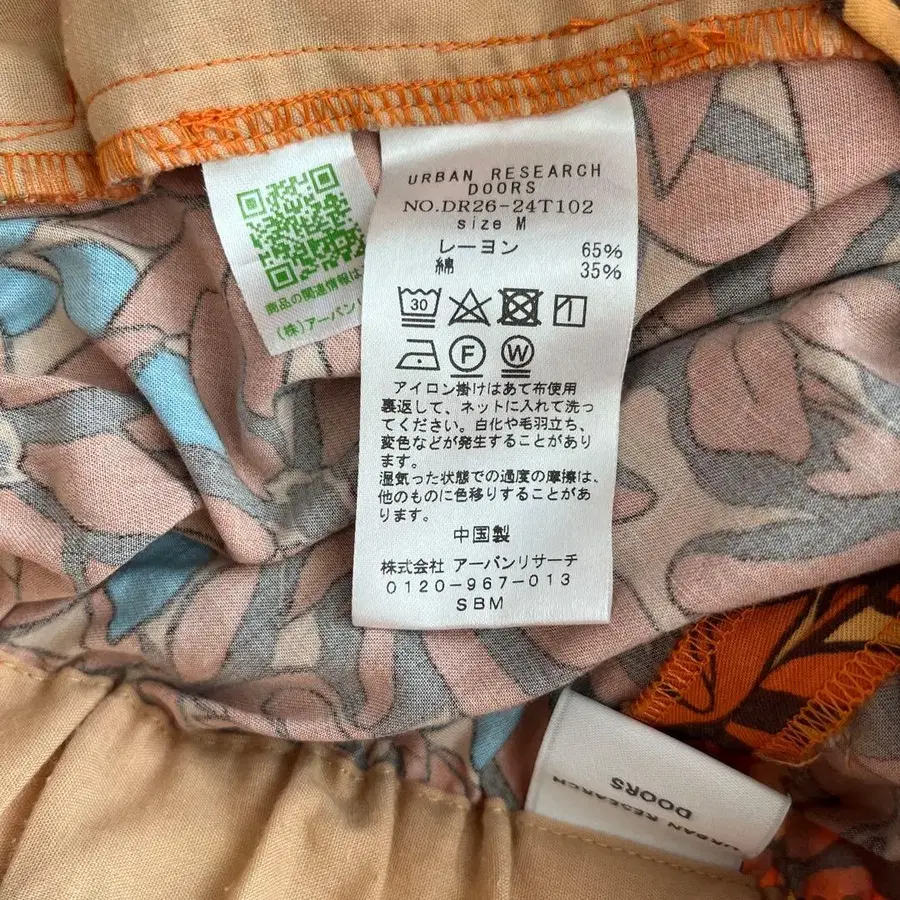 URBAN RESEARCH
DOORS
NO.DR26-24T102
size M
レーヨン 65%
綿 35%
30
F
W
アイロン掛けはあて布使用
裏返して、ネットに入れて洗っ
てください。白化や毛羽立ち、
変色などが発生することがあり
ます。
湿気った状態での過度の摩擦は、
他のものに色移りすることがあ
ります。
中国製
株式会社 アーバンリサーチ
0120-967-013
SBM
商品の関連情報は
(株)アーバン
URBAN RESEARCH
DOORS